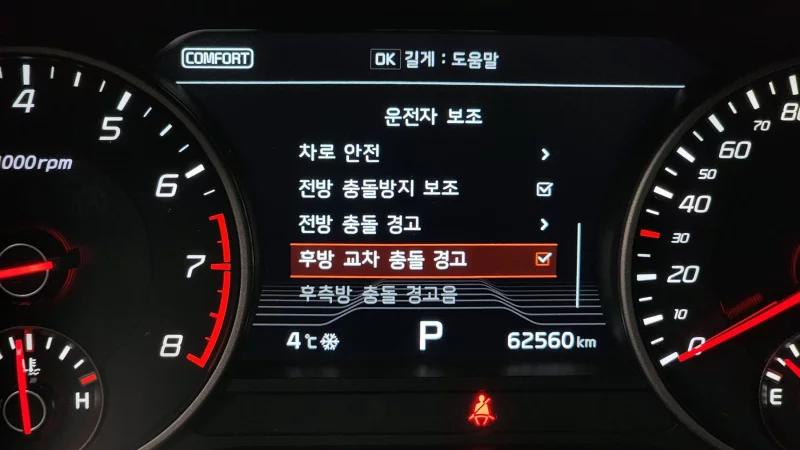 COMFORT
OK 길게 : 도움말
운전자 보조
차로 안전
전방 충돌방지 보조
전방 충돌 경고
후방 교차 충돌 경고
후측방 충돌 경고음
4℃
P
62560 km
4
5
6
7
8
000rpm
H
0
10
20
30
40
50
60
70
80
E